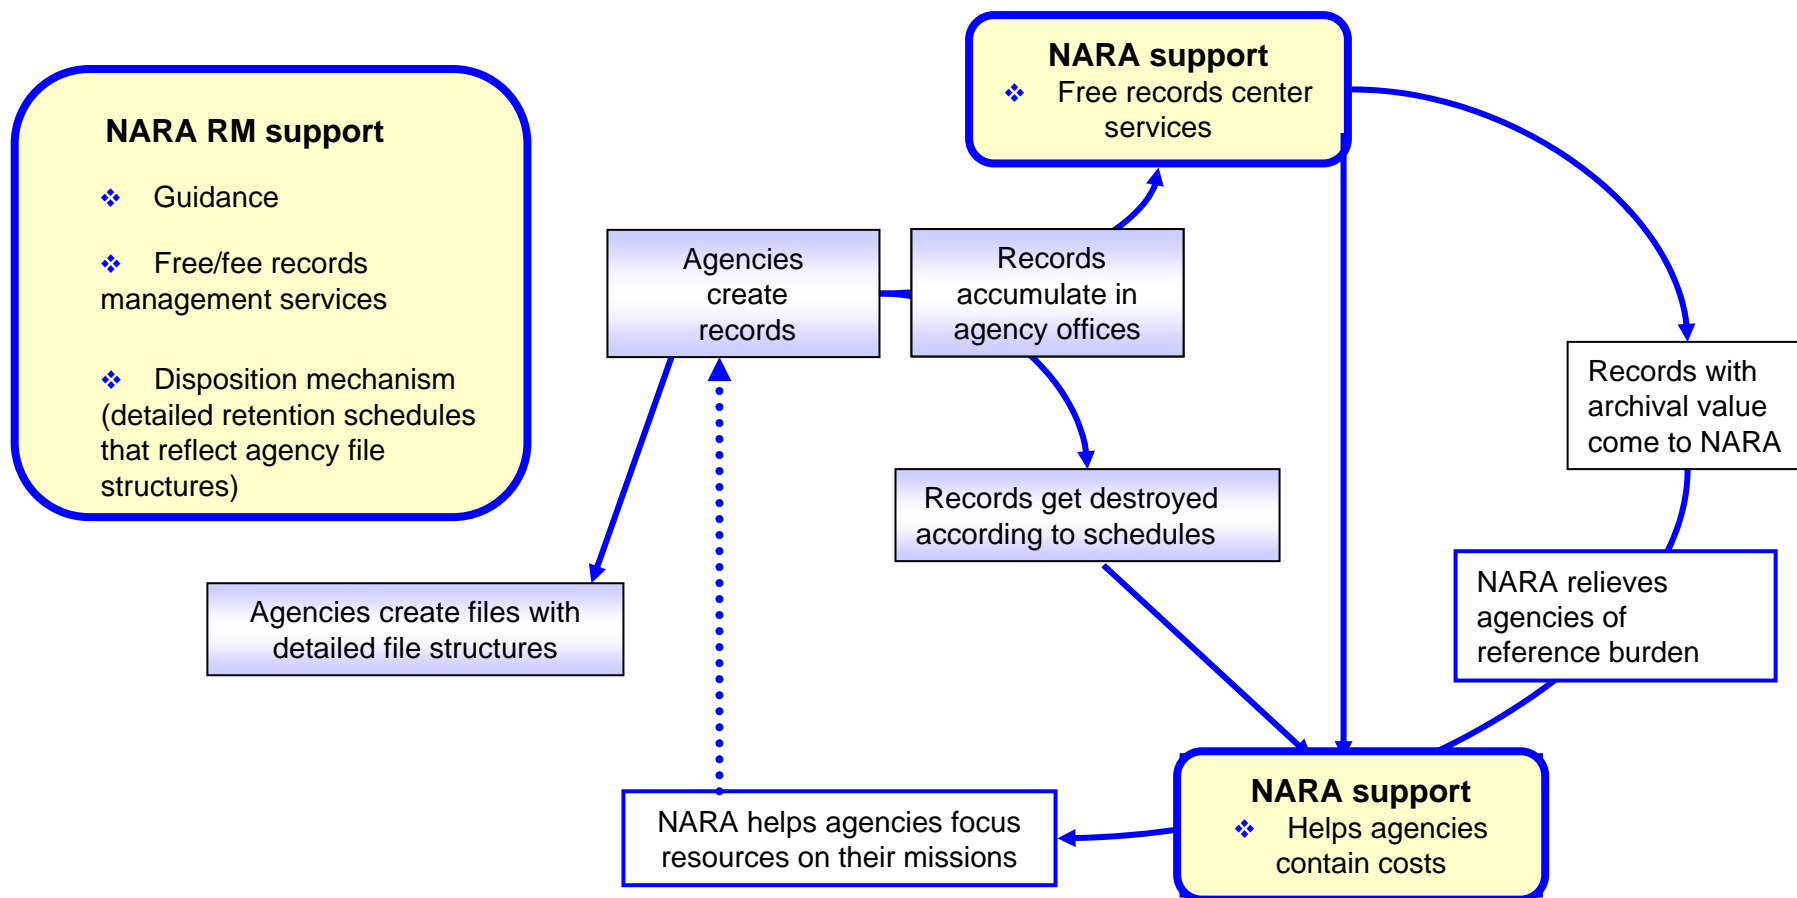 NARA RM support
❖ Guidance
❖ Free/fee records
management services
❖ Disposition mechanism
(detailed retention schedules
that reflect agency file
structures)
NARA support
❖ Free records center
services
Agencies
create
records
Records
accumulate in
agency offices
Records with
archival value
come to NARA
Records get destroyed
according to schedules
Agencies create files with
detailed file structures
NARA relieves
agencies of
reference burden
NARA helps agencies focus
resources on their missions
NARA support
❖ Helps agencies
contain costs